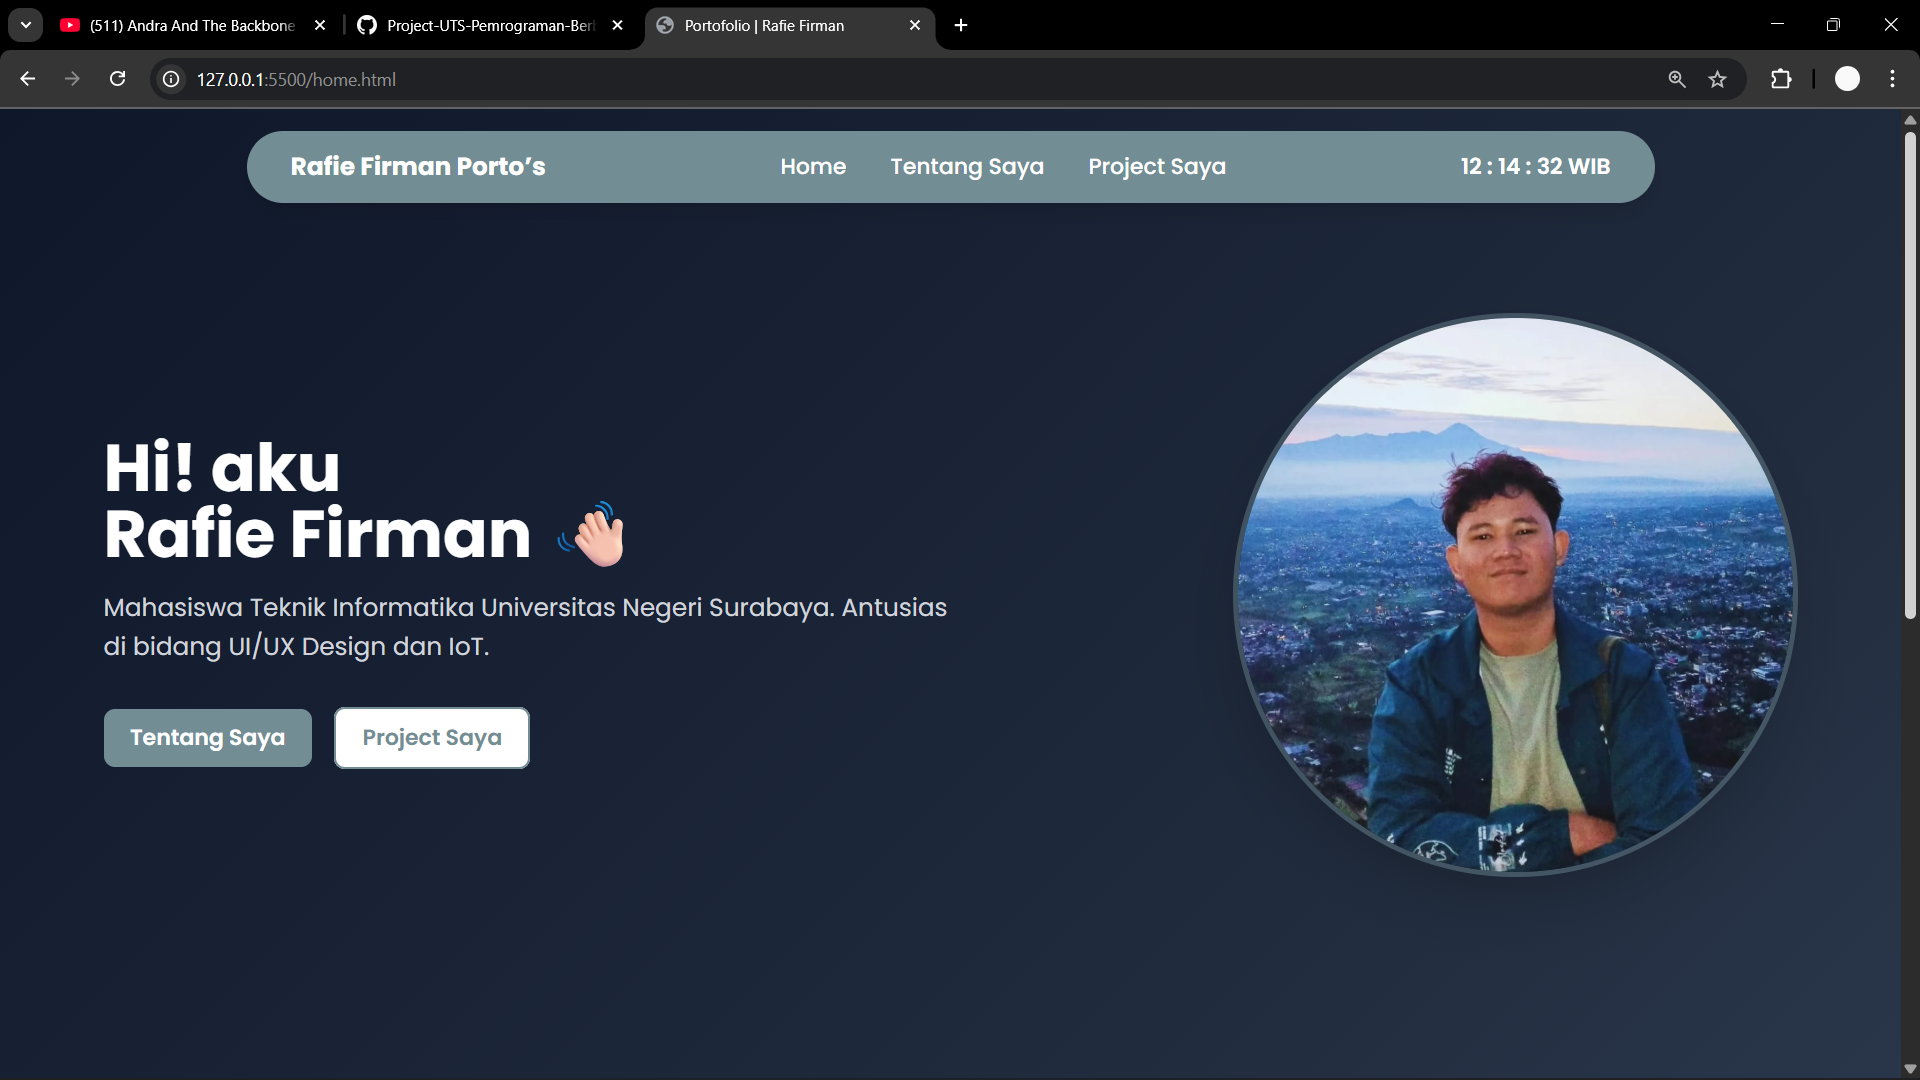 (511) Andra And The Backbone
Project-UTS-Pemrograman-Ber
Portofolio | Rafie Firman
127.0.0.1:5500/home.html
Rafie Firman Porto’s
Home
Tentang Saya
Project Saya
12 : 14 : 32 WIB
Hi! aku
Rafie Firman
Mahasiswa Teknik Informatika Universitas Negeri Surabaya. Antusias
di bidang UI/UX Design dan IoT.
Tentang Saya
Project Saya